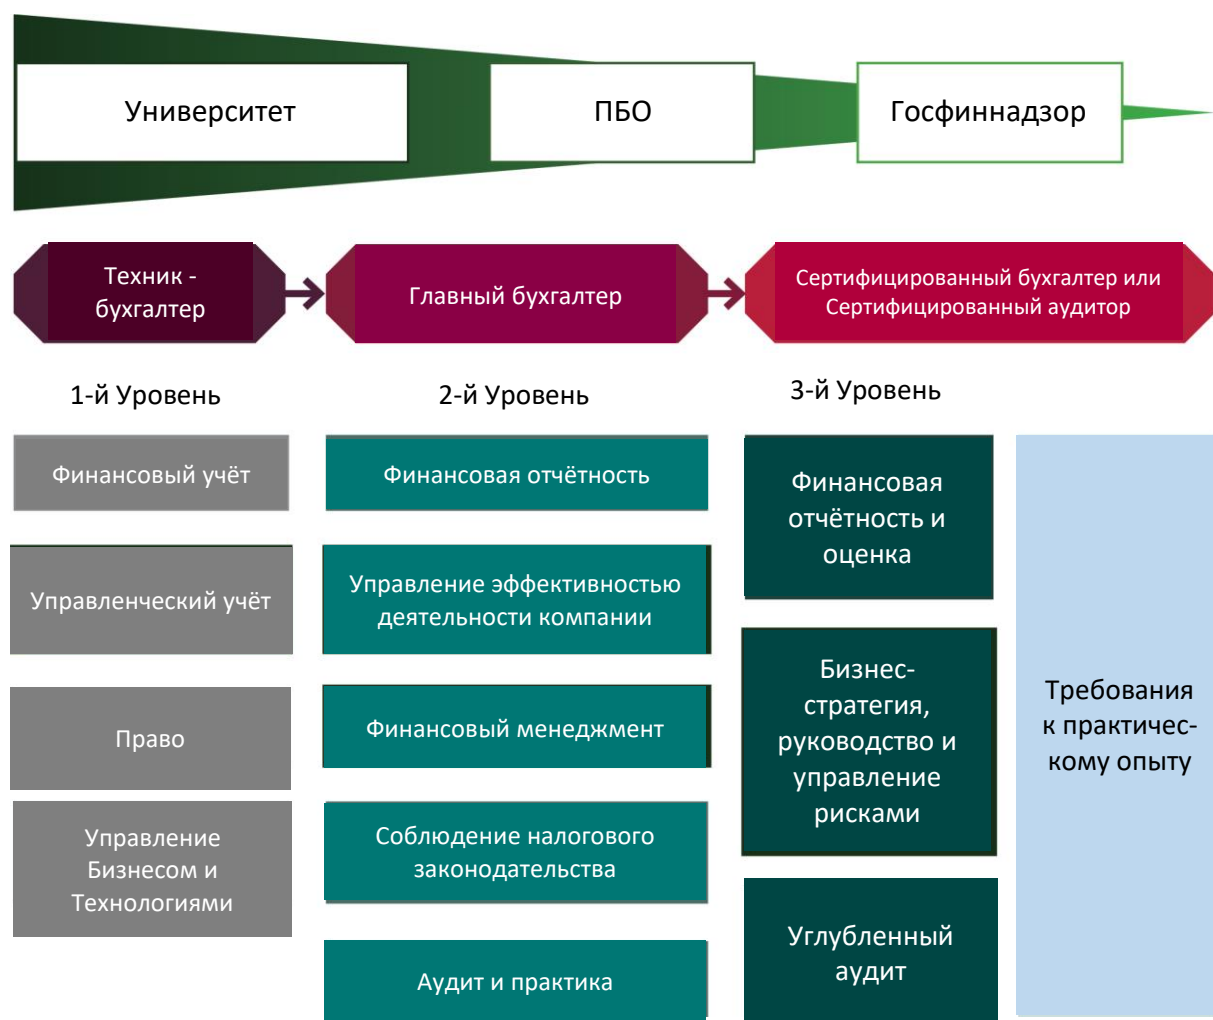 Университет
ПБО
Госфиннадзор
Техник -
бухгалтер
Главный бухгалтер
Сертифицированный бухгалтер или
Сертифицированный аудитор
1-й Уровень
2-й Уровень
3-й Уровень
Финансовый учёт
Управленческий учёт
Право
Управление
Бизнесом и
Технологиями
Финансовая отчётность
Управление эффективностью
деятельности компании
Финансовый менеджмент
Соблюдение налогового
законодательства
Аудит и практика
Финансовая
отчётность и
оценка
Бизнес-
стратегия,
руководство и
управление
рисками
Углубленный
аудит
Требования
к практичес-
кому опыту